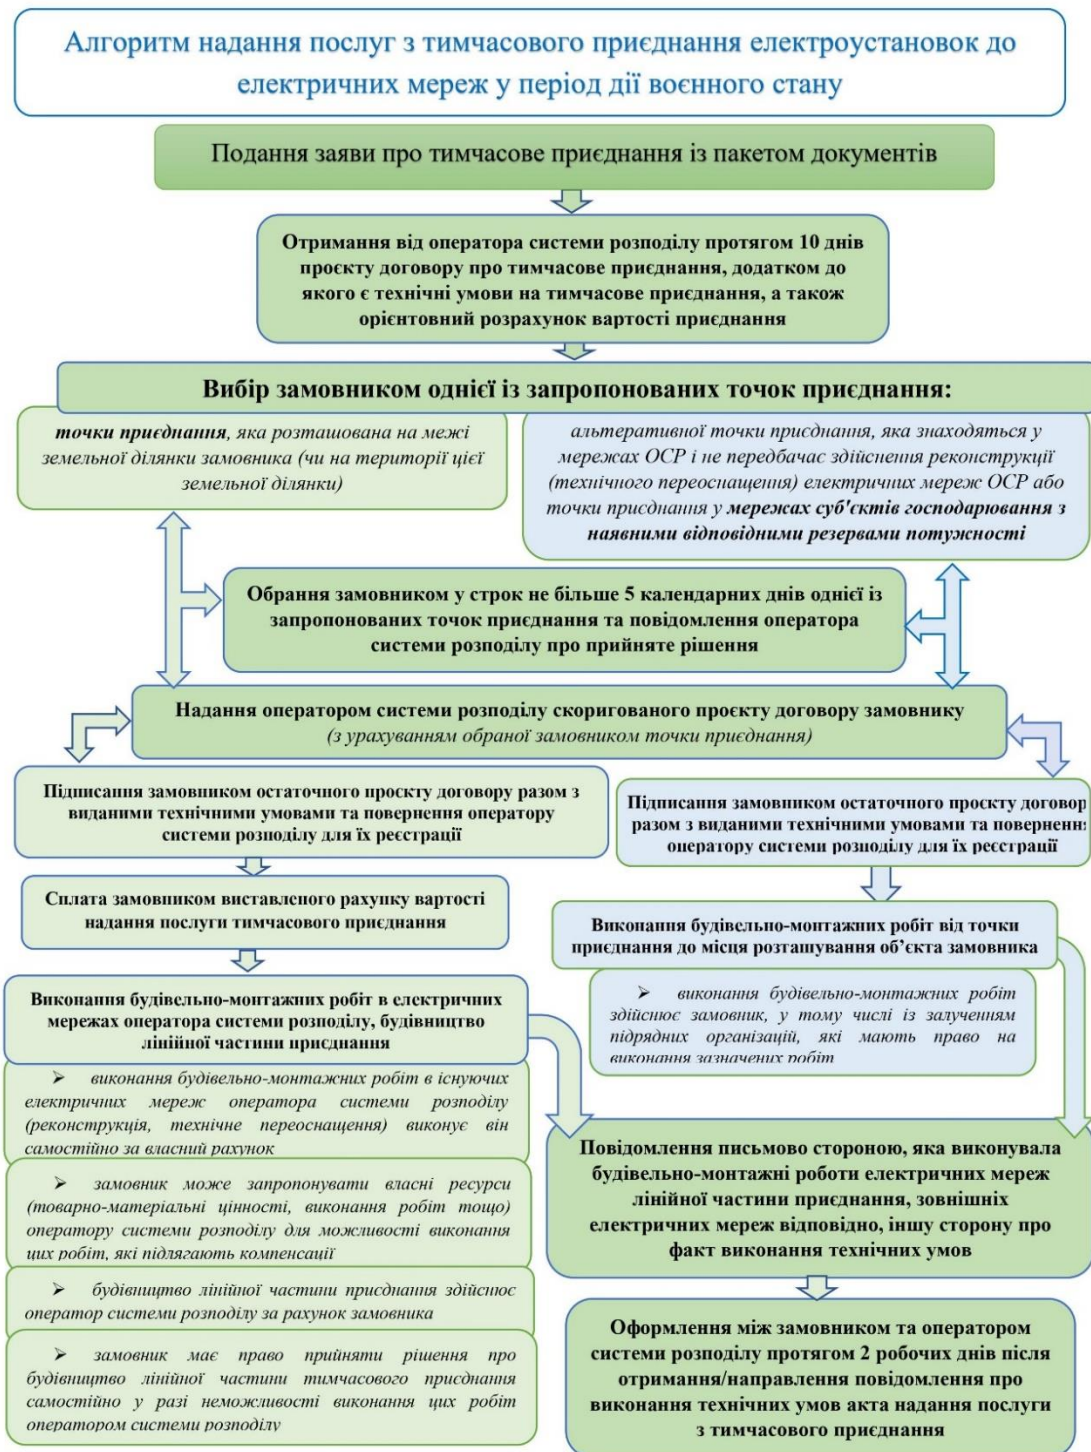 Алгоритм надання послуг з тимчасового приєднання електроустановок до
електричних мереж у період дії воєнного стану
Подання заяви про тимчасове приєднання із пакетом документів
Отримання від оператора системи розподілу протягом 10 днів
проєкту договору про тимчасове приєднання, додатком до
якого є технічні умови на тимчасове приєднання, а також
орієнтовний розрахунок вартості приєднання
Вибір замовником однієї із запропонованих точок приєднання:
точки приєднання, яка розташована на межі
земельної ділянки замовника (чи на території цієї
земельної ділянки)
альтеративної точки приєднання, яка знаходяться у
мережах ОСР і не передбачає здійснення реконструкції
(технічного переоснащення) електричних мереж ОСР або
точки приєднання у мережах суб'єктів господарювання з
наявними відповідними резервами потужності
Обрання замовником у строк не більше 5 календарних днів однієї із
запропонованих точок приєднання та повідомлення оператора
системи розподілу про прийняте рішення
Надання оператором системи розподілу скоригованого проєкту договору замовнику
(з урахуванням обраної замовником точки приєднання)
Підписання замовником остаточного проєкту договору разом з
виданими технічними умовами та повернення оператору
системи розподілу для їх реєстрації
Сплата замовником виставленого рахунку вартості
надання послуги тимчасового приєднання
Виконання будівельно-монтажних робіт в електричних
мережах оператора системи розподілу, будівництво
лінійної частини приєднання
➢ виконання будівельно-монтажних робіт в існуючих
електричних мереж оператора системи розподілу
(реконструкція, технічне переоснащення) виконує він
самостійно за власний рахунок
➢ замовник може запропонувати власні ресурси
(товарно-матеріальні цінності, виконання робіт тощо)
оператору системи розподілу для можливості виконання
цих робіт, які підлягають компенсації
➢ будівництво лінійної частини приєднання здійснює
оператор системи розподілу за рахунок замовника
➢ замовник має право прийняти рішення про
будівництво лінійної частини тимчасового приєднання
самостійно у разі неможливості виконання цих робіт
оператором системи розподілу
Підписання замовником остаточного проєкту договор
разом з виданими технічними умовами та повернен
оператору системи розподілу для їх реєстрації
Виконання будівельно-монтажних робіт від точки
приєднання до місця розташування об’єкта замовника
➢ виконання будівельно-монтажних робіт
здійснює замовник, у тому числі із залученням
підрядних організацій, які мають право на
виконання зазначених робіт
Повідомлення письмово стороною, яка виконувала
будівельно-монтажні роботи електричних мереж
лінійної частини приєднання, зовнішніх
електричних мереж відповідно, іншу сторону про
факт виконання технічних умов
Оформлення між замовником та оператором
системи розподілу протягом 2 робочих днів після
отримання/направлення повідомлення про
виконання технічних умов акта надання послуги
з тимчасового приєднання